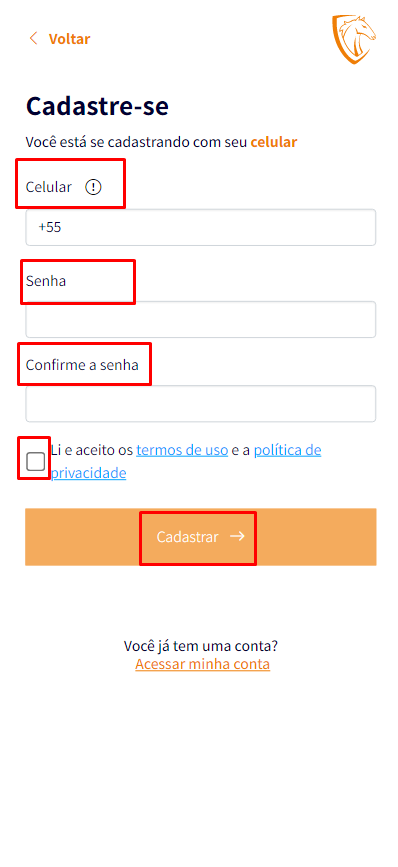 Voltar
Cadastre-se
Você está se cadastrando com seu celular
Celular
+55
Senha
Confirme a senha
Li e aceito os termos de uso e a política de
privacidade
Cadastrar
Você já tem uma conta?
Acessar minha conta